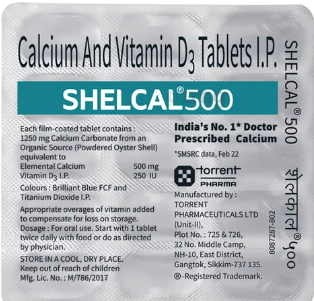 Calcium And Vitamin D3 Tablets I.P.
SHELCAL®500
Each film-coated tablet contains :
1250 mg Calcium Carbonate from an
Organic Source (Powdered Oyster Shell)
equivalent to
Elemental Calcium 500 mg
Vitamin D3 I.P. 250 IU
Colours : Brilliant Blue FCF and
Titanium Dioxide I.P.
Appropriate overages of vitamin added
to compensate for loss on storage.
Dosage : For oral use. Start with 1 tablet
twice daily with food or do as directed
by physician.
STORE IN A COOL, DRY PLACE.
Keep out of reach of children
Mfg. Lic. No. : M/786/2017
India's No. 1* Doctor
Prescribed Calcium
*SMSRC data, Feb 22
torrent
PHARMA
Manufactured by :
TORRENT
PHARMACEUTICALS LTD
(Unit-II),
Plot No. : 725 & 726,
32 No. Middle Camp,
NH-10, East District,
Gangtok, Sikkim-737 135.
®-Registered Trademark.
8087287-802
SHELCAL®500
शेलकाल®५००